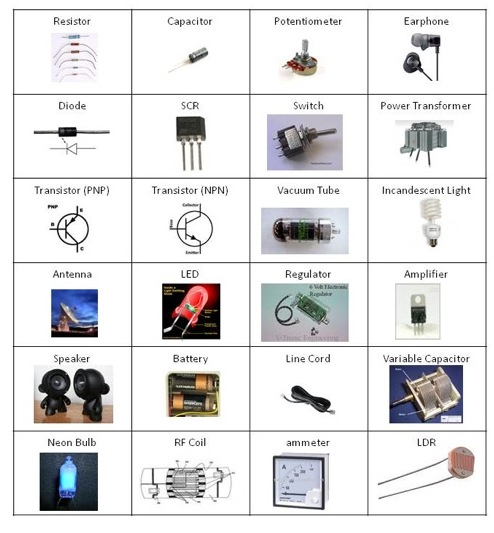 Resistor
Capacitor
Potentiometer
Earphone
Diode
SCR
Switch
Power Transformer
Transistor (PNP)
Transistor (NPN)
Vacuum Tube
Incandescent Light
PNP
E
B
C
Collector
Base
Emitter
Antenna
LED
Regulator
Amplifier
6 Volt Electronic
Regulator
Speaker
Battery
Line Cord
Variable Capacitor
Neon Bulb
RF Coil
ammeter
LDR
A